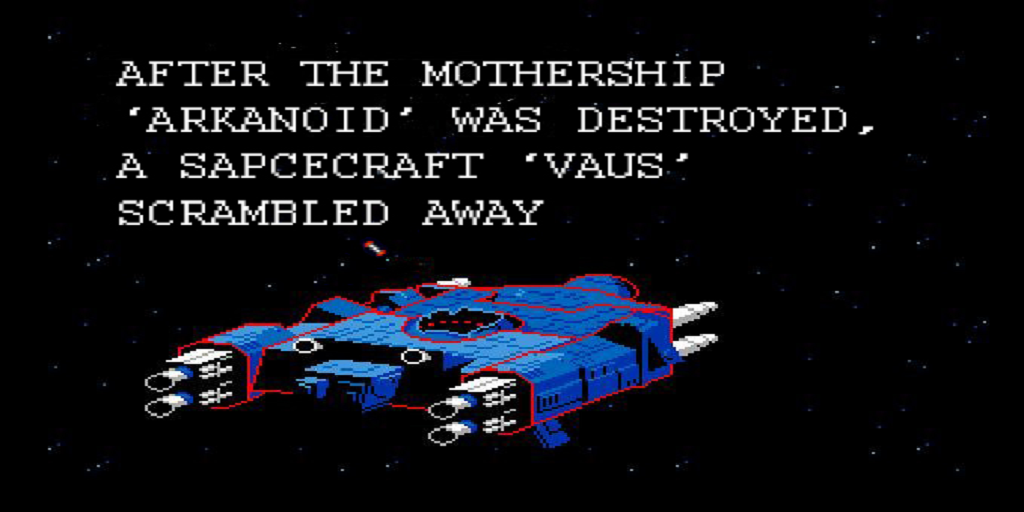 AFTER THE MOTHERSHIP
'ARKANOID' WAS DESTROYED,
A SAPCECRAFT 'VAUS'
SCRAMBLED AWAY